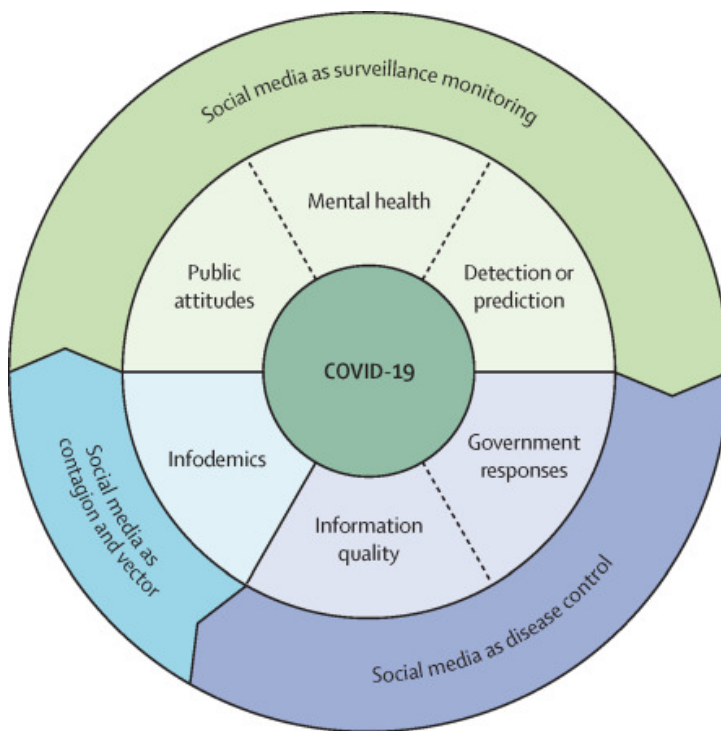 Social media as surveillance monitoring
Mental health
Public
attitudes
Detection or
prediction
COVID-19
Infodemics
Government
responses
Information
quality
Social media as
contagion and vector
Social media as disease control